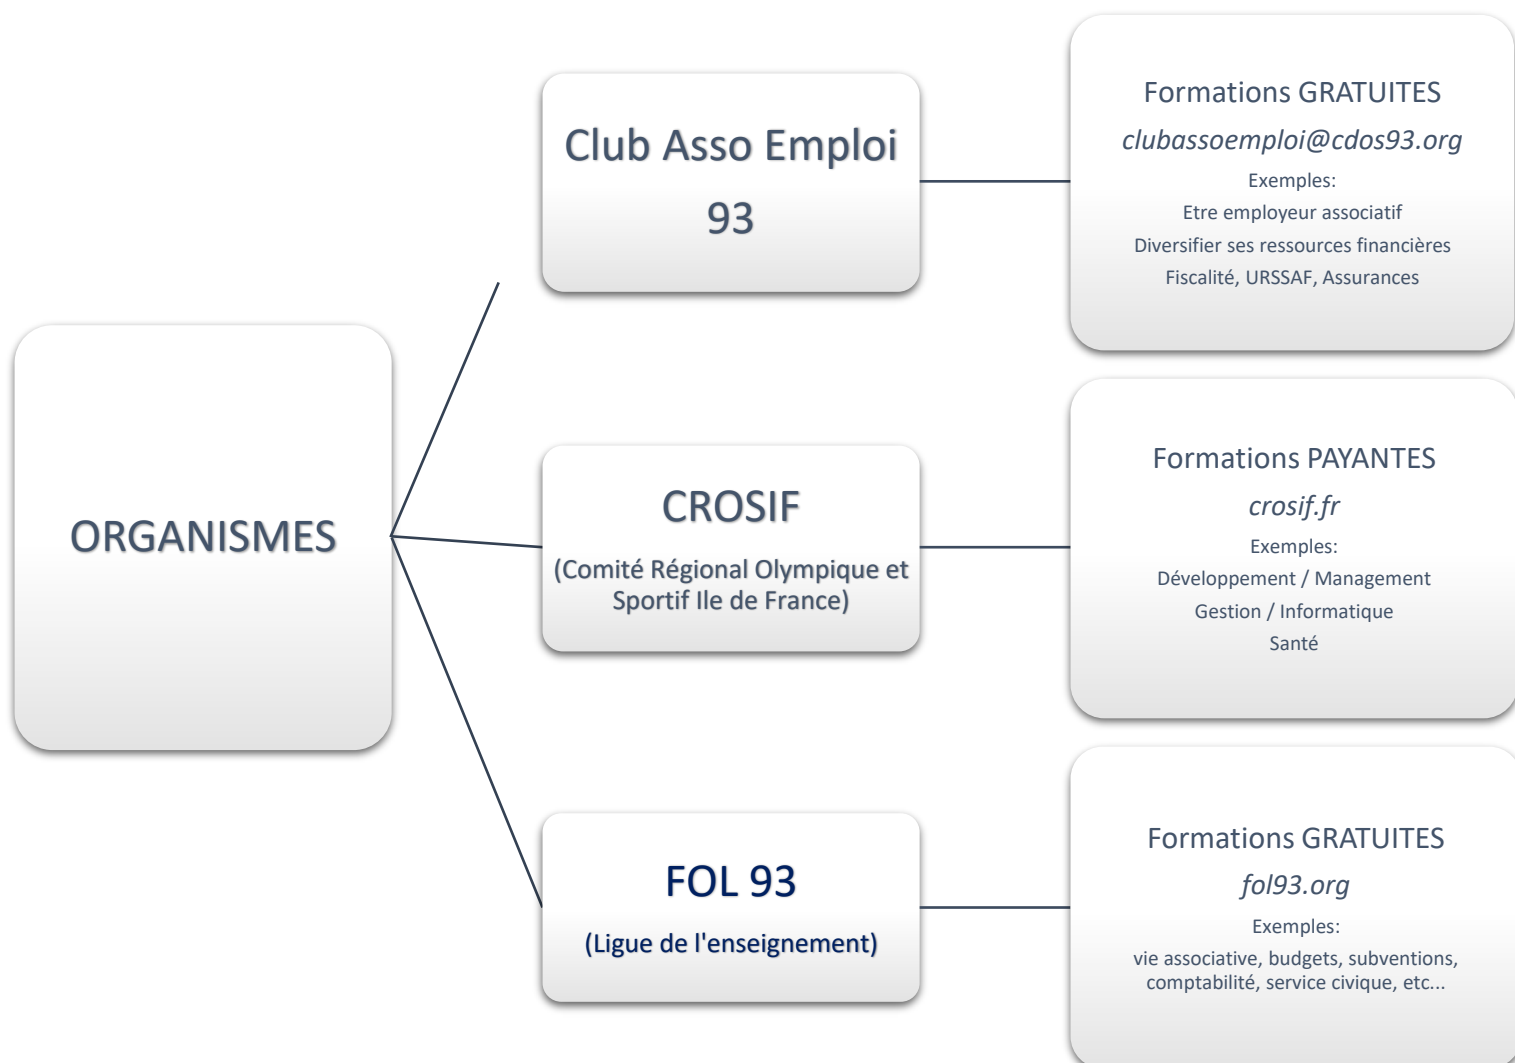 ORGANISMES
Club Asso Emploi
93
Formations GRATUITES
clubassoemploi@cdos93.org
Exemples:
Etre employeur associatif
Diversifier ses ressources financières
Fiscalité, URSSAF, Assurances
CROSIF
(Comité Régional Olympique et
Sportif Ile de France)
Formations PAYANTES
crosif.fr
Exemples:
Développement / Management
Gestion / Informatique
Santé
FOL 93
(Ligue de l'enseignement)
Formations GRATUITES
fol93.org
Exemples:
vie associative, budgets, subventions,
comptabilité, service civique, etc...